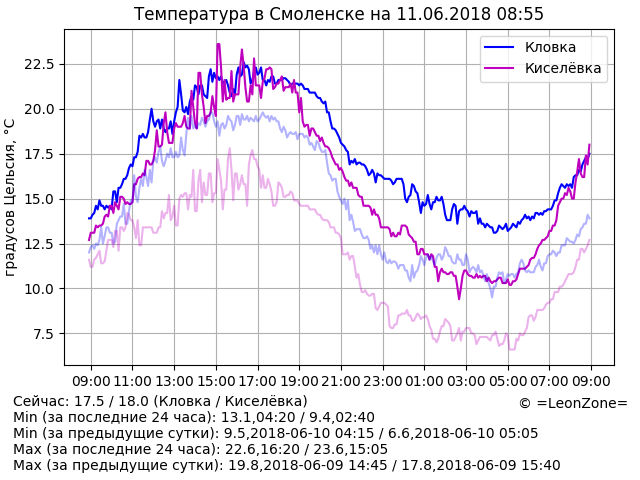 Температура в Смоленске на 11.06.2018 08:55
Кловка
Киселёвка
градусов Цельсия, °C
22.5
20.0
17.5
15.0
12.5
10.0
7.5
09:00 11:00 13:00 15:00 17:00 19:00 21:00 23:00 01:00 03:00 05:00 07:00 09:00
Сейчас: 17.5 / 18.0 (Кловка / Киселёвка)
© =LeonZone=
Min (за последние 24 часа): 13.1,04:20 / 9.4,02:40
Min (за предыдущие сутки): 9.5,2018-06-10 04:15 / 6.6,2018-06-10 05:05
Max (за последние 24 часа): 22.6,16:20 / 23.6,15:05
Max (за предыдущие сутки): 19.8,2018-06-09 14:45 / 17.8,2018-06-09 15:40